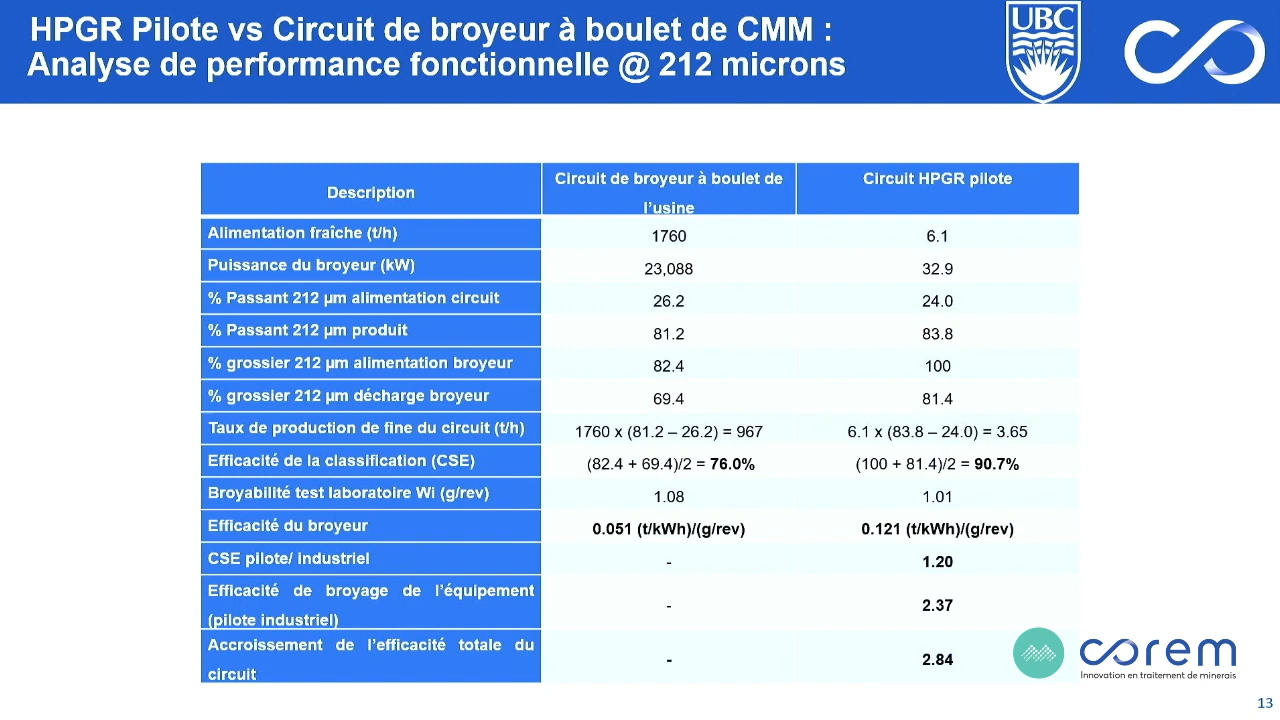 HPGR Pilote vs Circuit de broyeur à boulet de CMM :
Analyse de performance fonctionnelle @ 212 microns
UBC
Description
Circuit de broyeur à boulet de
l'usine
Circuit HPGR pilote
Alimentation fraîche (t/h)
1760
6.1
Puissance du broyeur (kW)
23,088
32.9
% Passant 212 µm alimentation circuit
26.2
24.0
% Passant 212 µm produit
81.2
83.8
% grossier 212 µm alimentation broyeur
82.4
100
% grossier 212 µm décharge broyeur
69.4
81.4
Taux de production de fine du circuit (t/h)
1760 x (81.2 – 26.2) = 967
6.1 x (83.8 – 24.0) = 3.65
Efficacité de la classification (CSE)
(82.4 + 69.4)/2 = 76.0%
(100 + 81.4)/2 = 90.7%
Broyabilité test laboratoire Wi (g/rev)
1.08
1.01
Efficacité du broyeur
0.051 (t/kWh)/(g/rev)
0.121 (t/kWh)/(g/rev)
CSE pilote/ industriel
-
1.20
Efficacité de broyage de l'équipement
(pilote industriel)
-
2.37
Accroissement de l'efficacité totale du
circuit
-
2.84
corem
Innovation en traitement de minerais
13